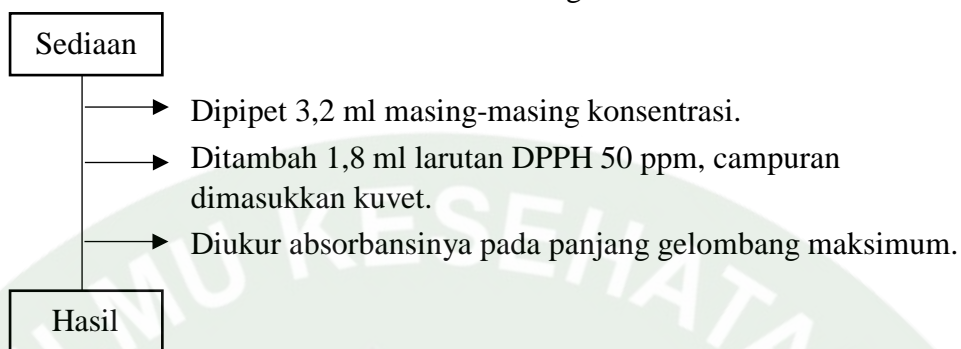 Sediaan
Dipipet 3,2 ml masing-masing konsentrasi.
Ditambah 1,8 ml larutan DPPH 50 ppm, campuran
dimasukkan kuvet.
Diukur absorbansinya pada panjang gelombang maksimum.
Hasil